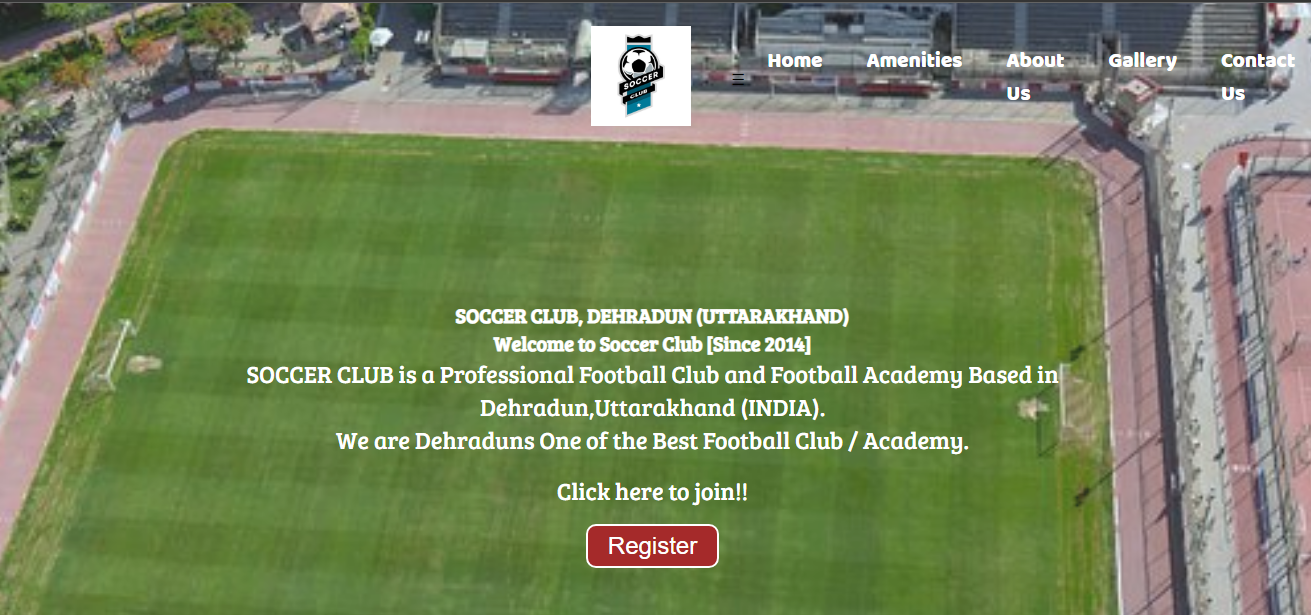 SOCCER
CLUB
Home
Amenities
About
Us
Gallery
Contact
Us
SOCCER CLUB, DEHRADUN (UTTARAKHAND)
Welcome to Soccer Club [Since 2014]
SOCCER CLUB is a Professional Football Club and Football Academy Based in
Dehradun,Uttarakhand (INDIA).
We are Dehraduns One of the Best Football Club / Academy.
Click here to join!!
Register